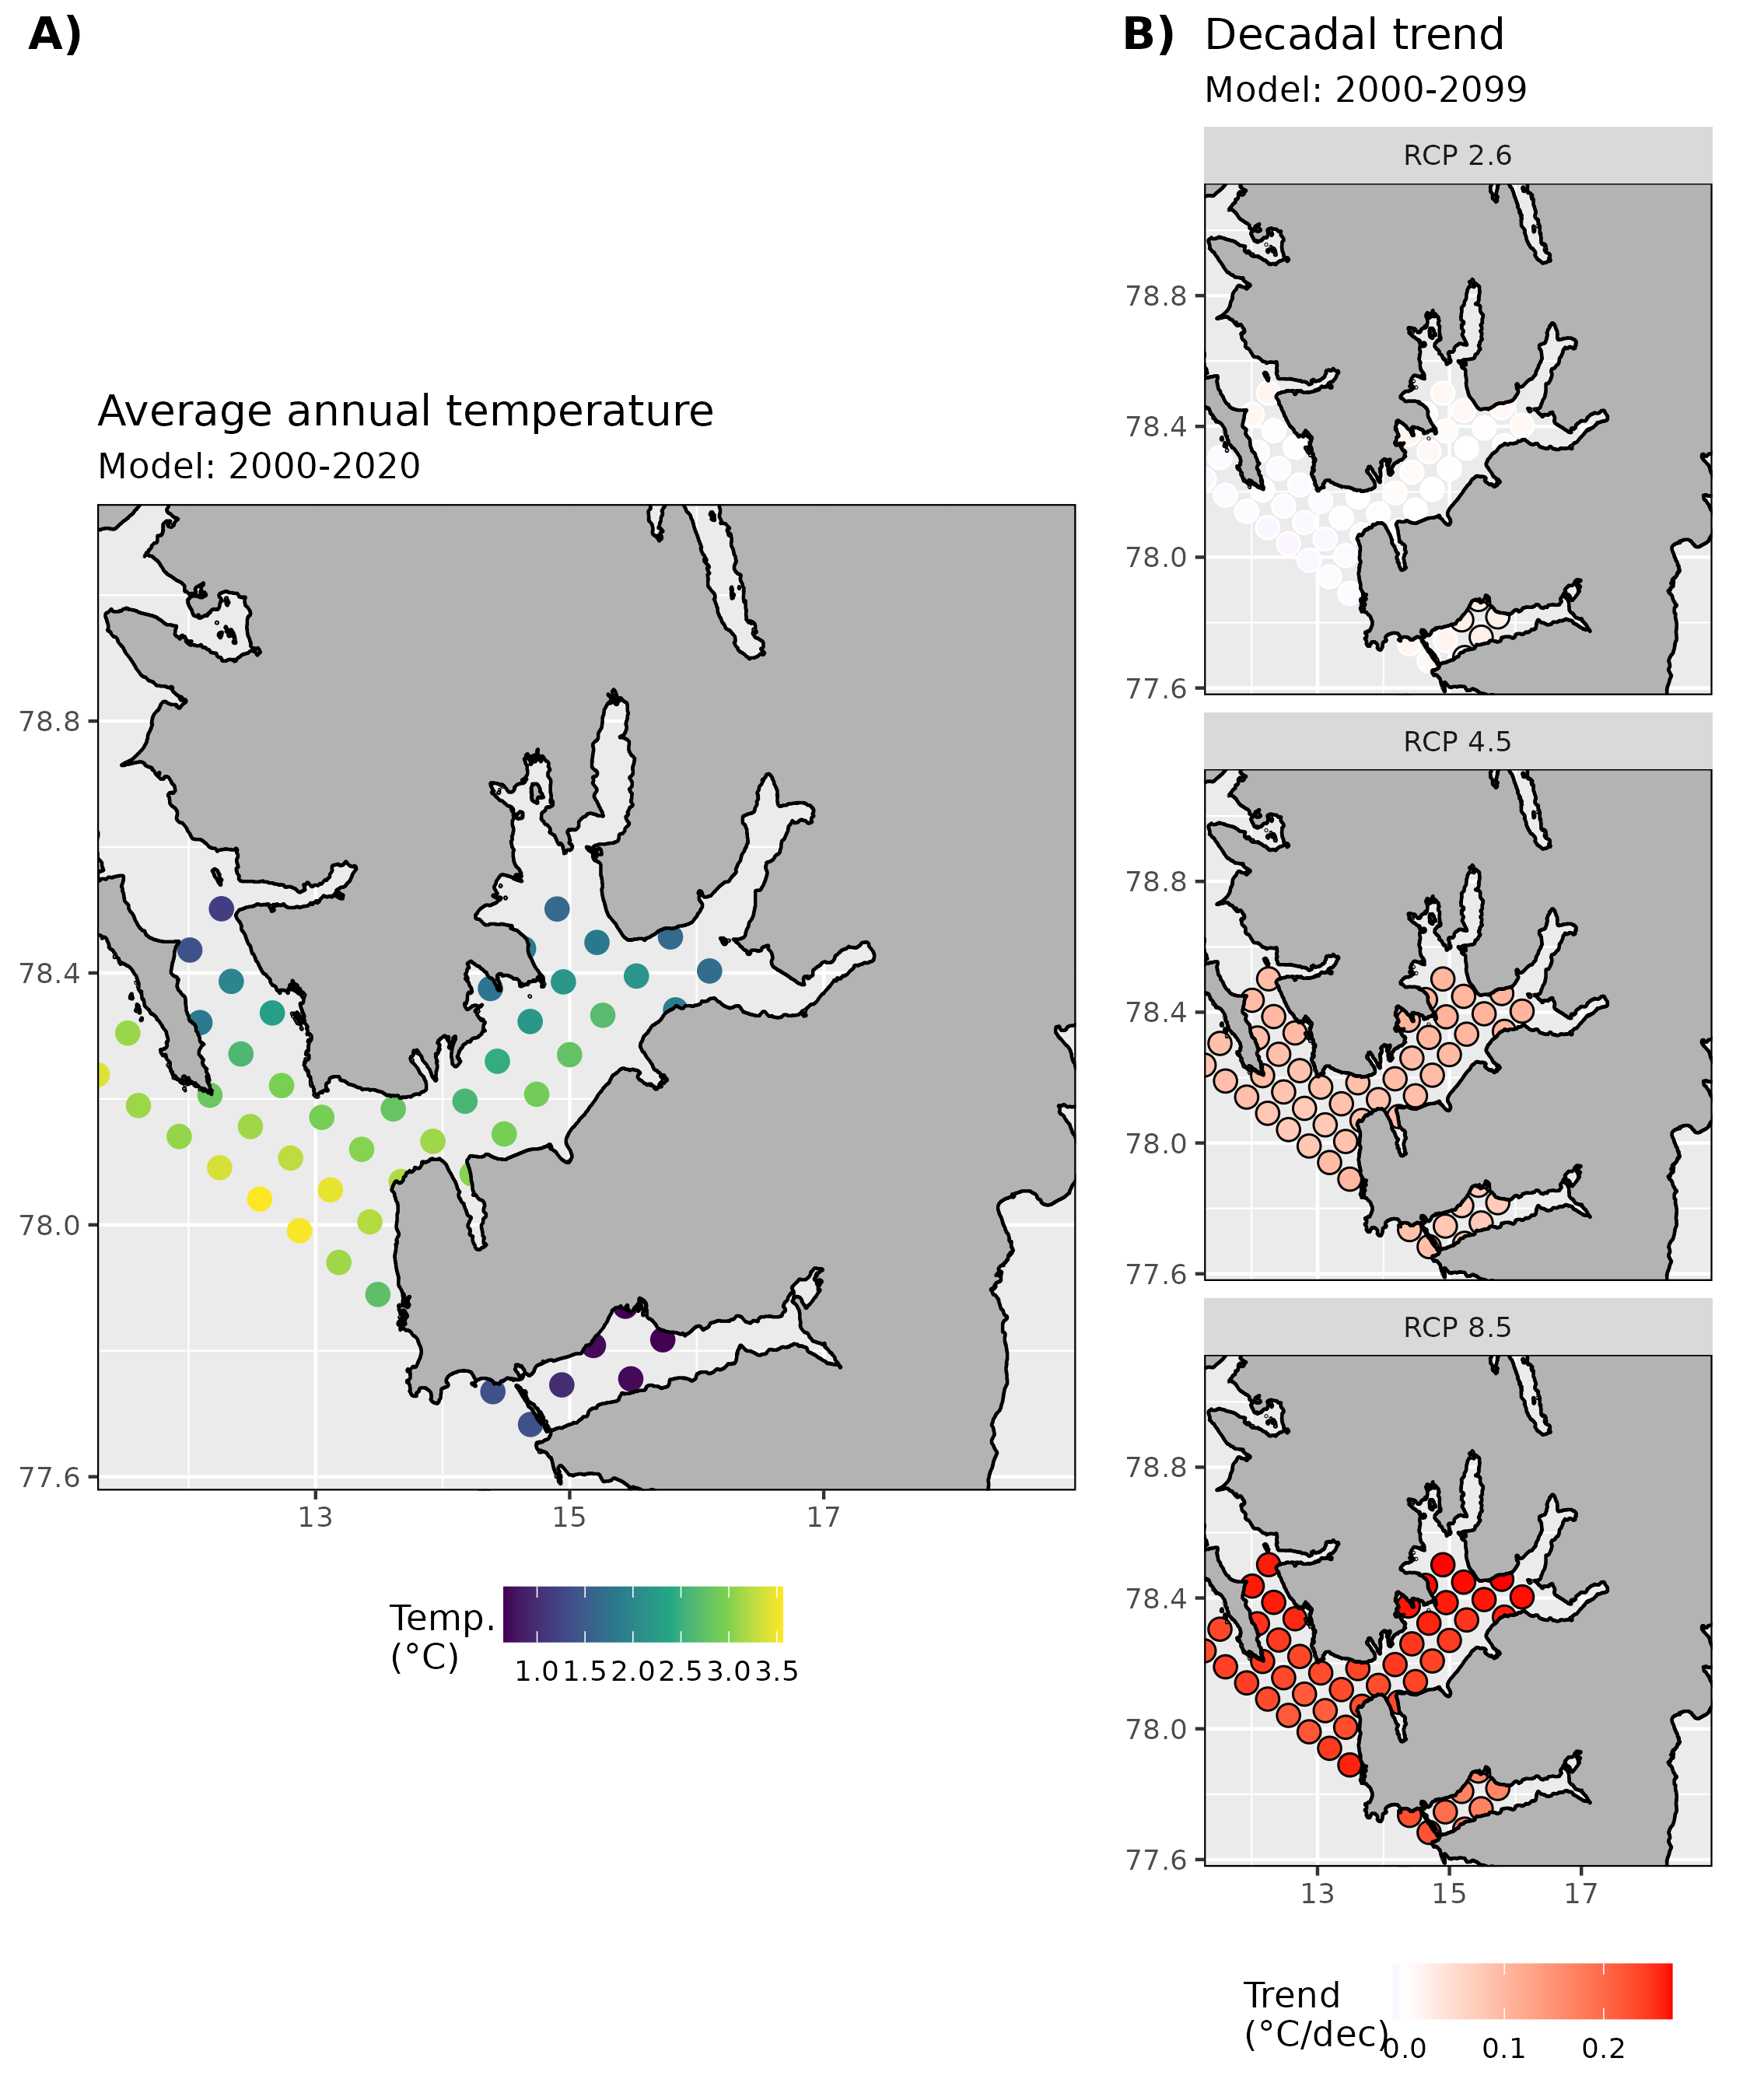 A)
Average annual temperature
Model: 2000-2020
78.8
78.4
78.0
77.6
13 15 17
Temp.
(°C)
1.0 1.5 2.0 2.5 3.0 3.5
B) Decadal trend
Model: 2000-2099
RCP 2.6
78.8
78.4
78.0
77.6
RCP 4.5
78.8
78.4
78.0
77.6
RCP 8.5
78.8
78.4
78.0
77.6
13 15 17
Trend
(°C/dec)
0.0 0.1 0.2